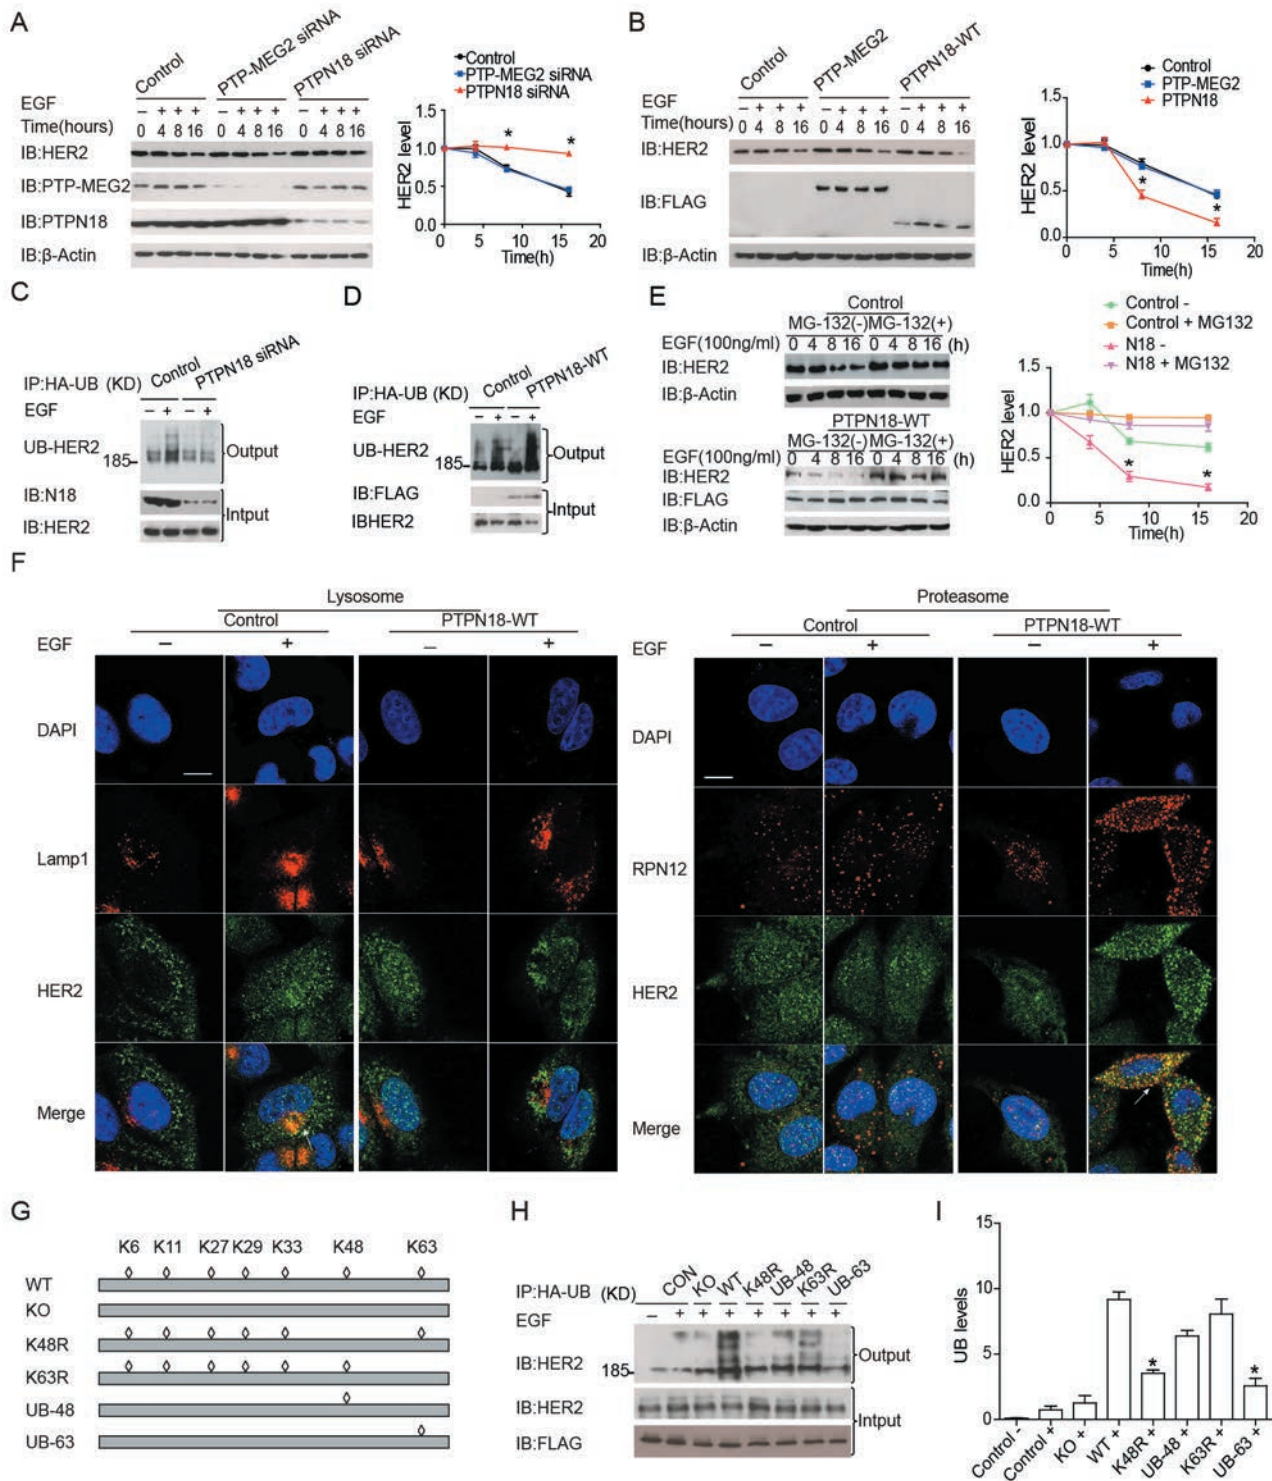 A
Control
PTP-MEG2 siRNA
PTPN18 siRNA
EGF + + + + + + + + +
Time(hours) 0 4 8 16 0 4 8 16 0 4 8 16
IB:HER2
IB:PTP-MEG2
IB:PTPN18
IB:β-Actin
Control
PTP-MEG2 siRNA
PTPN18 siRNA
HER2 level
1.5
1.0
0.5
0.0
* *
0 5 10 15 20
Time(h)
B
Control
PTP-MEG2
PTPN18-WT
EGF + + + + + + + + +
Time(hours) 0 4 8 16 0 4 8 16 0 4 8 16
IB:HER2
IB:FLAG
IB:β-Actin
Control
PTP-MEG2
PTPN18
HER2 level
1.5
1.0
0.5
0.0
* *
0 5 10 15 20
Time(h)
C
Control
PTPN18 siRNA
IP:HA-UB (KD)
EGF − + − +
UB-HER2
185
Output
IB:N18
IB:HER2
Intput
D
Control
PTPN18-WT
IP:HA-UB (KD)
EGF − + − +
UB-HER2
185
Output
IB:FLAG
IBHER2
Intput
E
Control
MG-132(-) MG-132(+)
EGF(100ng/ml) 0 4 8 16 0 4 8 16 (h)
IB:HER2
IB:β-Actin
PTPN18-WT
MG-132(-) MG-132(+)
EGF(100ng/ml) 0 4 8 16 0 4 8 16 (h)
IB:HER2
IB:FLAG
IB:β-Actin
Control -
Control + MG132
N18 -
N18 + MG132
HER2 level
1.5
1.0
0.5
0.0
* *
0 5 10 15 20
Time(h)
F
Lysosome
Control PTPN18-WT
EGF − + − +
DAPI
Lamp1
HER2
Merge
Proteasome
Control PTPN18-WT
EGF − + − +
DAPI
RPN12
HER2
Merge
G
K6 K11 K27 K29 K33 K48 K63
WT
KO
K48R
K63R
UB-48
UB-63
H
IP:HA-UB (KD) CON KO WT K48R UB-48 K63R UB-63
EGF − + + + + + + +
IB:HER2
185
Output
IB:HER2
IB:FLAG
Intput
I
UB levels
15
10
5
0
* *
Control - Control + KO + WT + K48R + UB-48 + K63R + UB-63 +